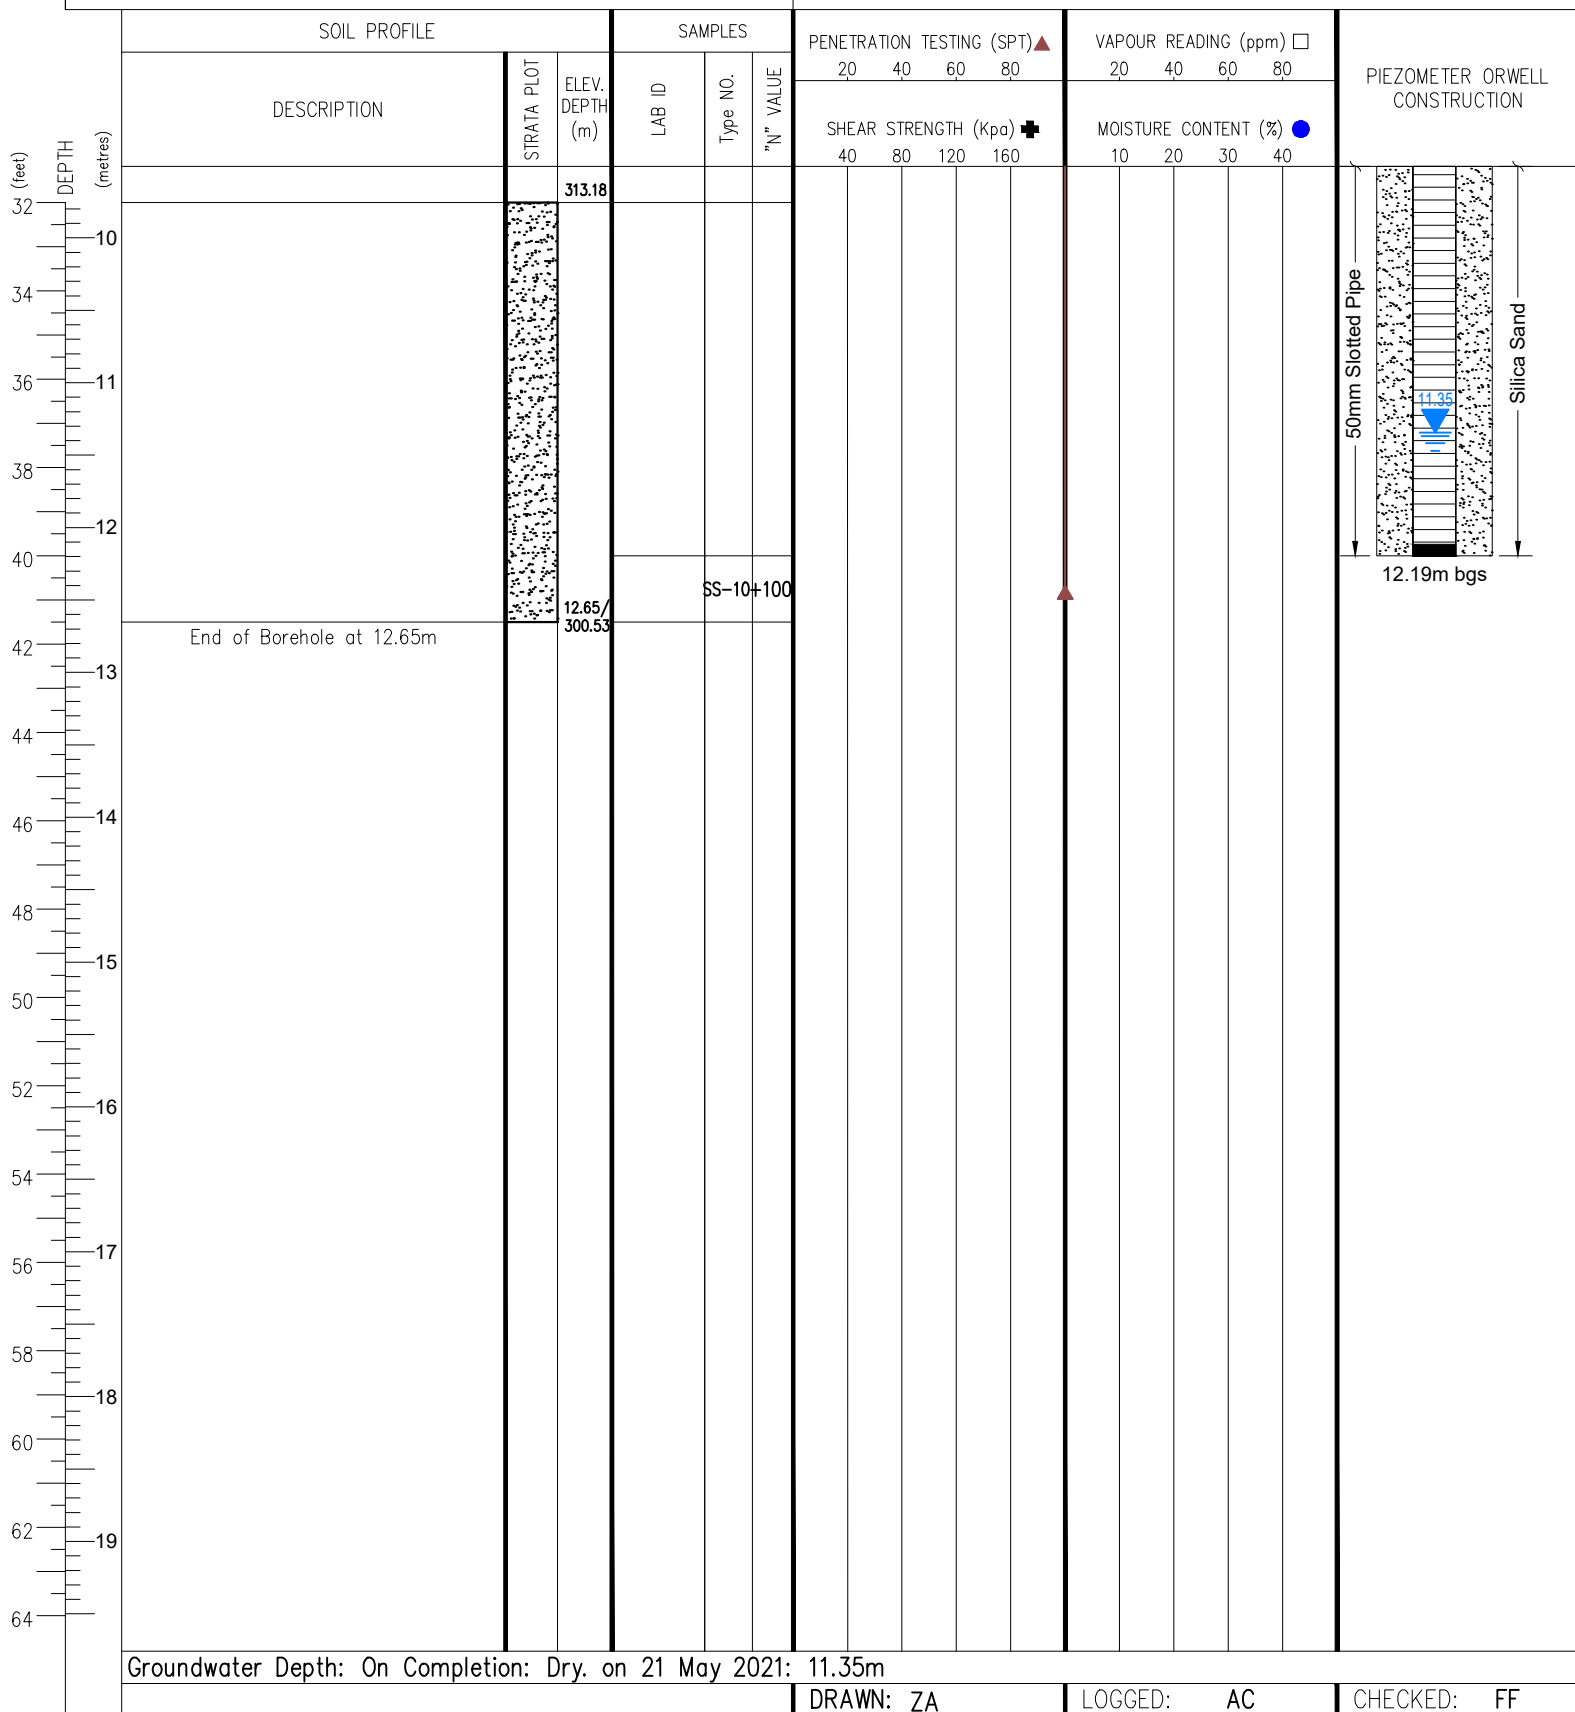 SOIL PROFILE
SAMPLES
PENETRATION TESTING (SPT)
20 40 60 80
SHEAR STRENGTH (Kpa)
40 80 120 160
VAPOUR READING (ppm)
20 40 60 80
MOISTURE CONTENT (%)
10 20 30 40
PIEZOMETER ORWELL
CONSTRUCTION
DESCRIPTION
STRATA PLOT
ELEV.
DEPTH
(m)
LAB ID
Type NO.
"N" VALUE
(feet)
DEPTH
(metres)
313.18
32
10
34
36
11
38
12
40
42
13
44
14
46
48
15
50
52
16
54
17
56
58
18
60
62
19
64
50mm Slotted Pipe
Silica Sand
11.35
12.19m bgs
SS-10+100
12.65/
300.53
End of Borehole at 12.65m
Groundwater Depth: On Completion: Dry. on 21 May 2021: 11.35m
DRAWN: ZA
LOGGED: AC
CHECKED: FF